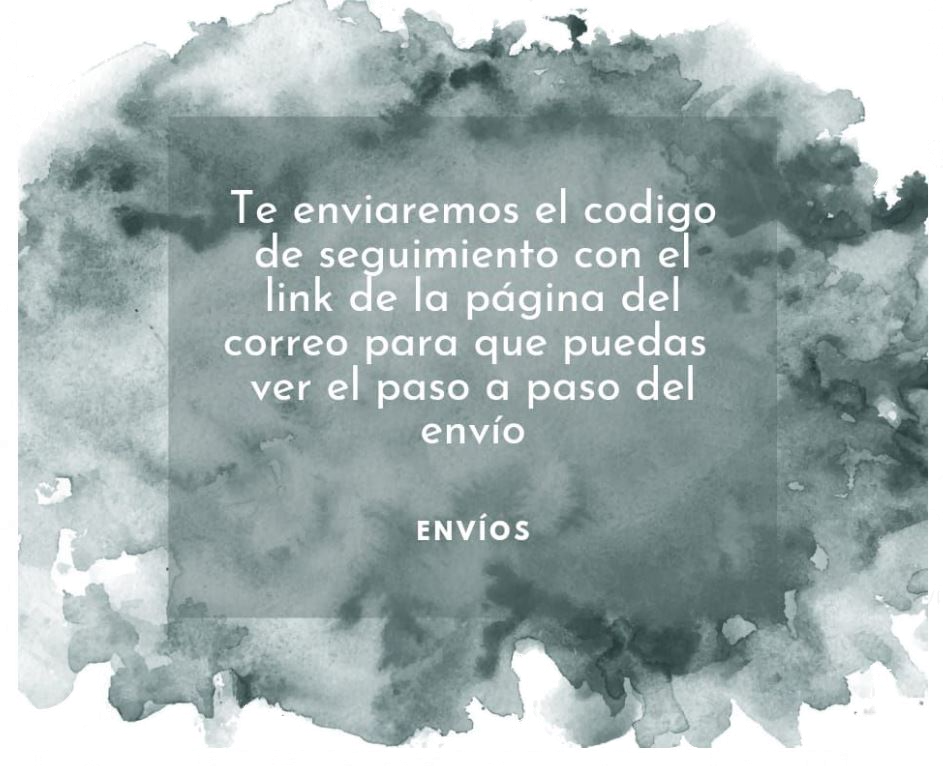 Te enviaremos el codigo
de seguimiento con el
link de la página del
correo para que puedas
ver el paso a paso del
envío
ENVÍOS